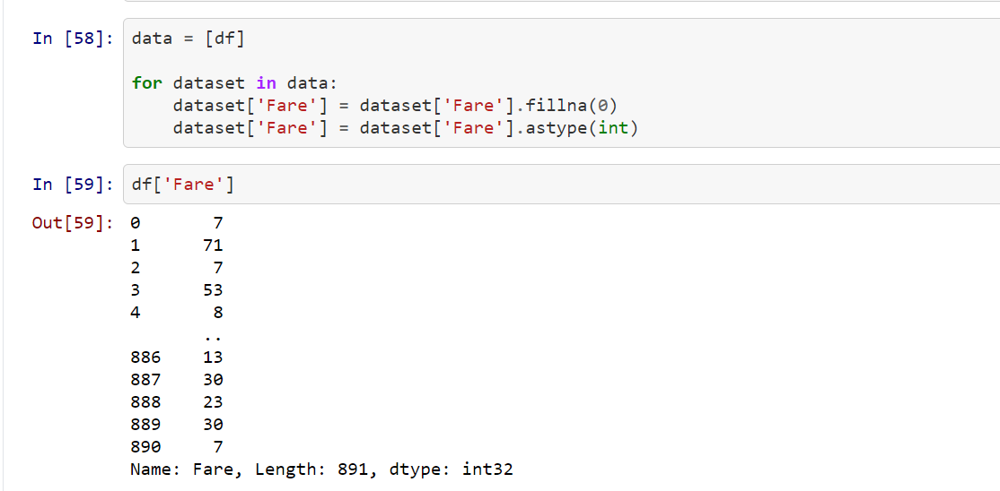 In [58]: data = [df]
for dataset in data:
    dataset['Fare'] = dataset['Fare'].fillna(0)
    dataset['Fare'] = dataset['Fare'].astype(int)
In [59]: df['Fare']
Out[59]: 0       7
1      71
2       7
3      53
4       8
       ..
886    13
887    30
888    23
889    30
890     7
Name: Fare, Length: 891, dtype: int32